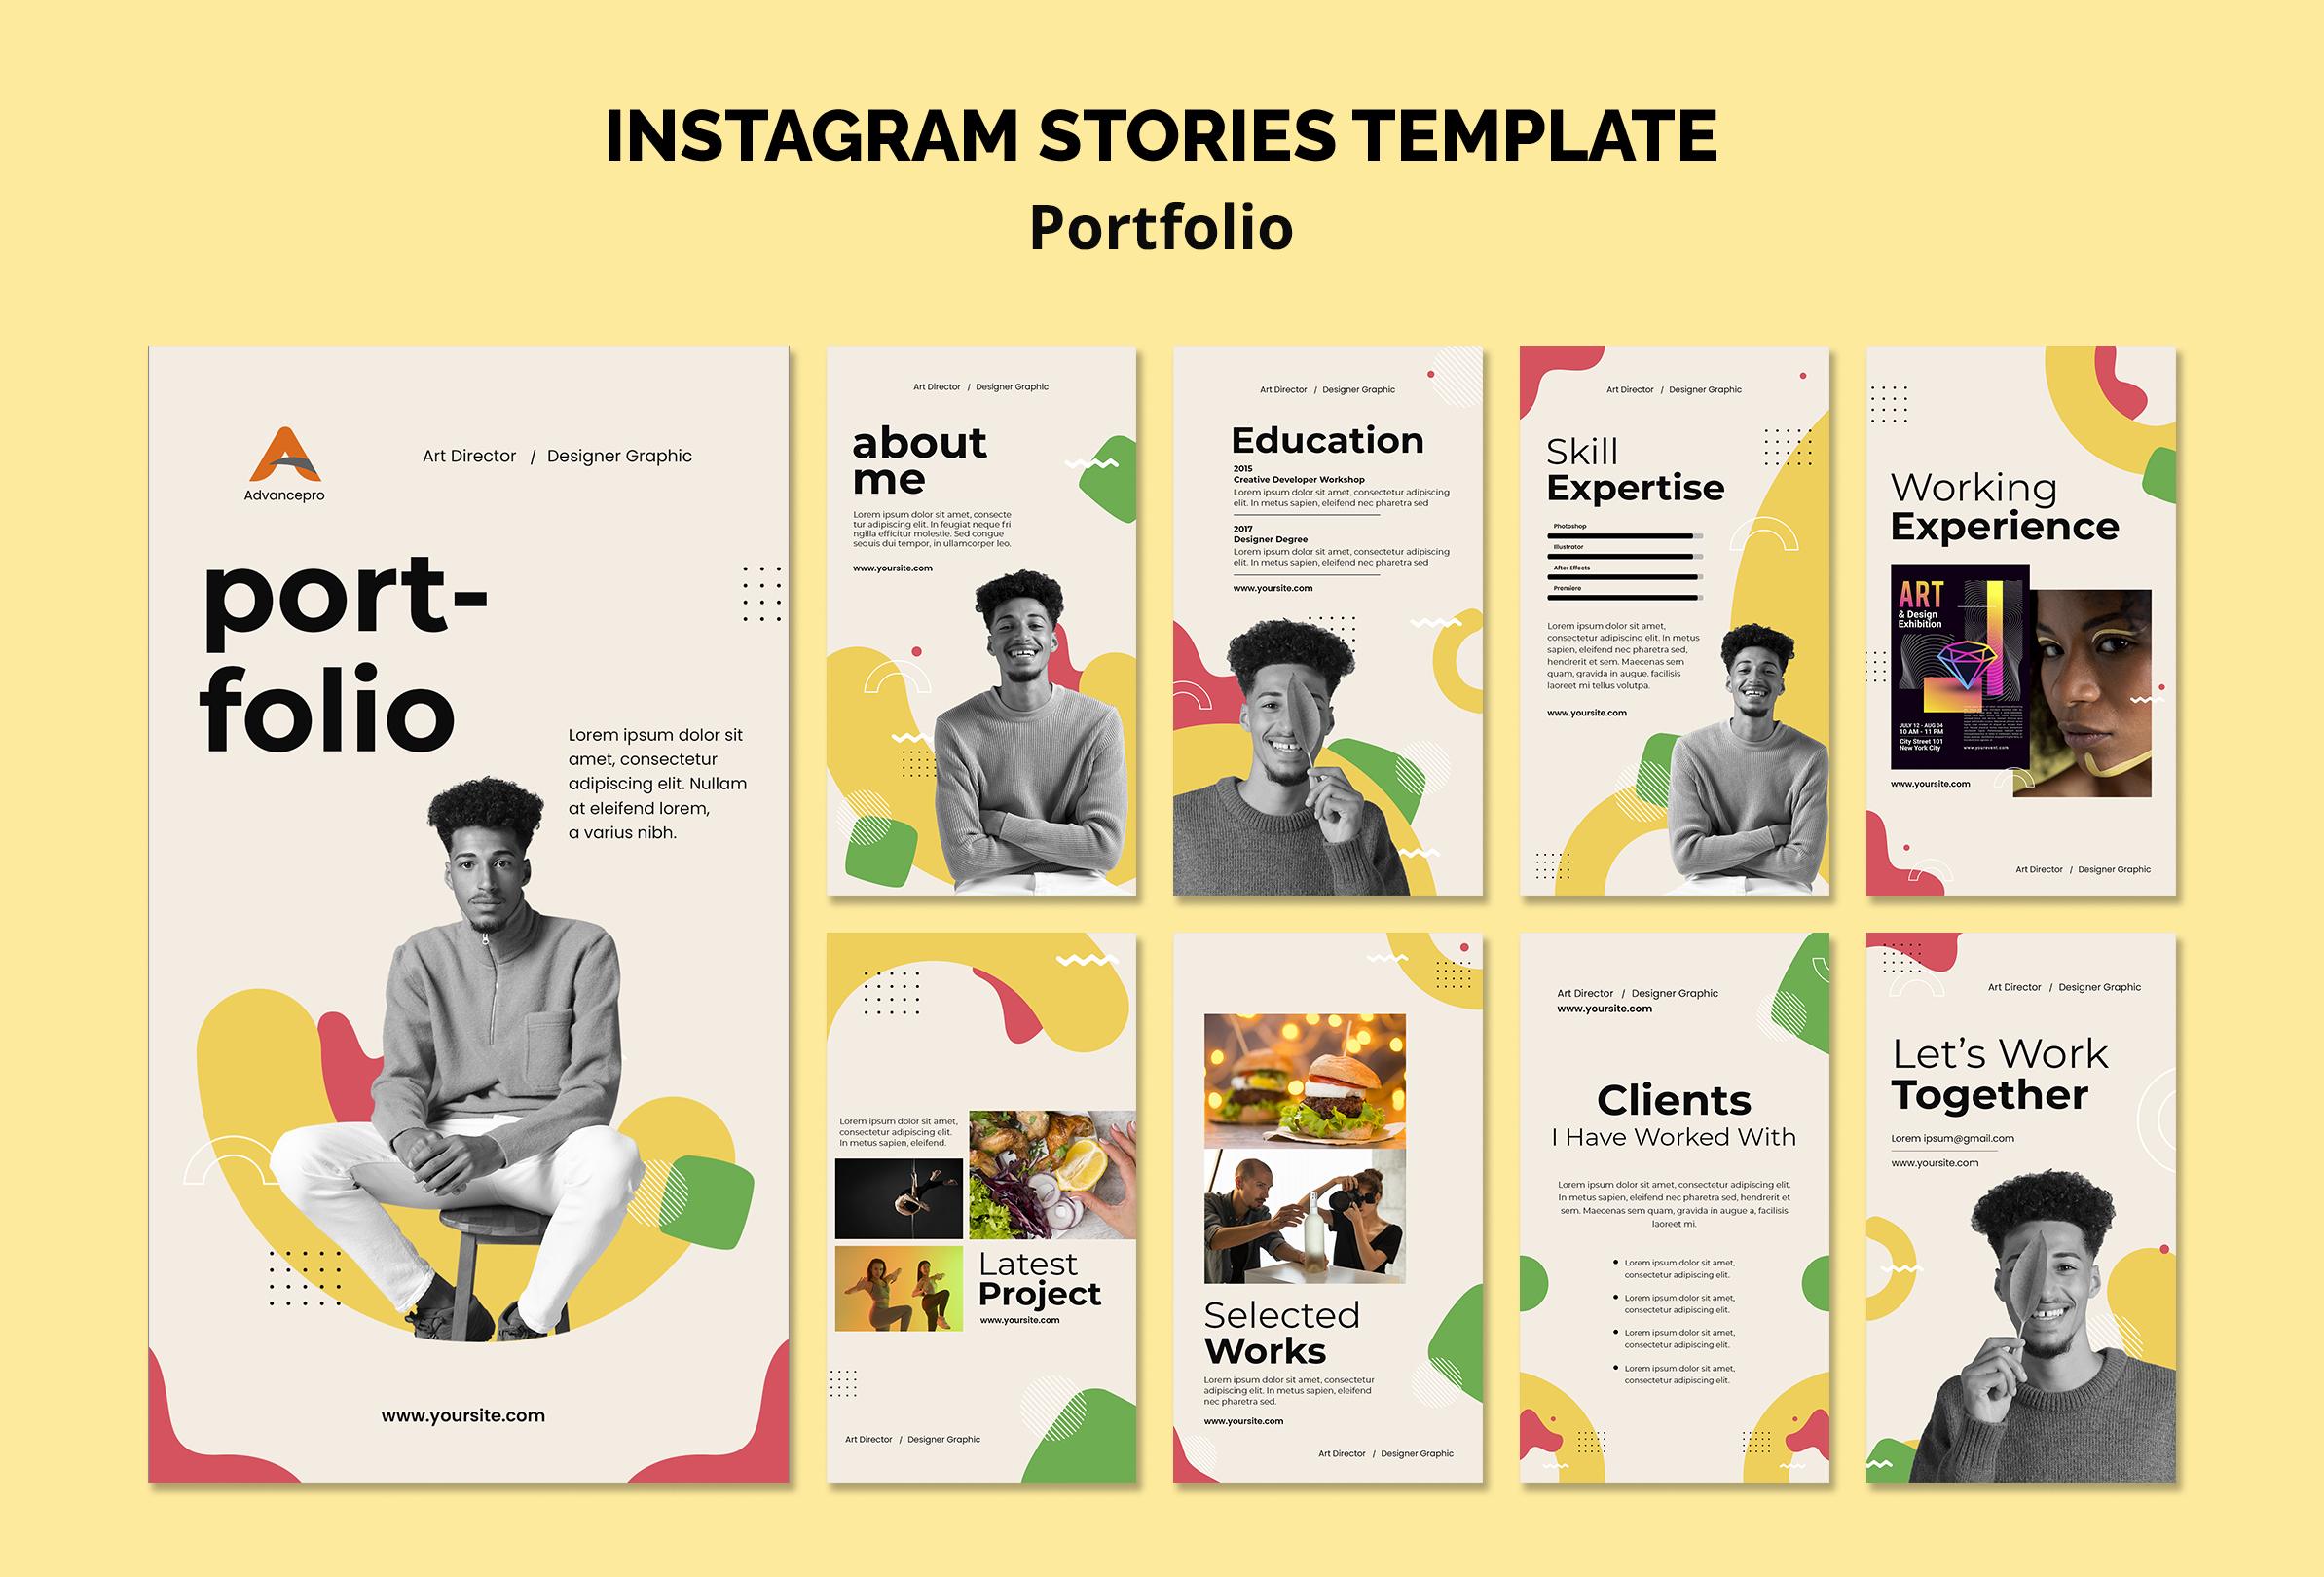 INSTAGRAM STORIES TEMPLATE
Portfolio
Advancepro
Art Director / Designer Graphic
port-
folio
Lorem ipsum dolor sit
amet, consectetur
adipiscing elit. Nullam
at eleifend lorem,
a varius nibh.
www.yoursite.com
Art Director / Designer Graphic
about
me
Lorem ipsum dolor sit amet, consecte
tur adipiscing elit. In feugiat neque fri
ngilla efficitur molestie. Sed congue
sequis dui tempor, in ullamcorper leo.
www.yoursite.com
Art Director / Designer Graphic
Education
2015
Creative Developer Workshop
Lorem ipsum dolor sit amet, consectetur adipiscing
elit. In metus sapien, eleifend nec pharetra sed
2017
Designer Degree
Lorem ipsum dolor sit amet, consectetur adipiscing
elit. In metus sapien, eleifend nec pharetra sed
www.yoursite.com
Art Director / Designer Graphic
Skill
Expertise
Photoshop
Illustrator
After Effects
Premiere
Lorem ipsum dolor sit amet,
consectetur adipiscing elit. In metus
sapien, eleifend nec pharetra sed,
hendrerit et sem. Maecenas sem
quam, gravida in augue. facilisis
laoreet mi tellus volutpa.
www.yoursite.com
Working
Experience
ART
& Design
Exhibition
JULY 12 - AUG 04
10 AM - 11 PM
City Street 101
New York City
www.yourevent.com
www.yoursite.com
Art Director / Designer Graphic
Lorem ipsum dolor sit amet,
consectetur adipiscing elit.
In metus sapien, eleifend.
Latest
Project
www.yoursite.com
Art Director / Designer Graphic
Selected
Works
Lorem ipsum dolor sit amet, consectetur
adipiscing elit. In metus sapien, eleifend
nec pharetra sed.
www.yoursite.com
Art Director / Designer Graphic
Art Director / Designer Graphic
www.yoursite.com
Clients
I Have Worked With
Lorem ipsum dolor sit amet, consectetur adipiscing elit.
In metus sapien, eleifend nec pharetra sed, hendrerit et
sem. Maecenas sem quam, gravida in augue a, facilisis
laoreet mi.
Lorem ipsum dolor sit amet,
consectetur adipiscing elit.
Lorem ipsum dolor sit amet,
consectetur adipiscing elit.
Lorem ipsum dolor sit amet,
consectetur adipiscing elit.
Lorem ipsum dolor sit amet,
consectetur adipiscing elit.
Art Director / Designer Graphic
Let's Work
Together
Lorem ipsum@gmail.com
www.yoursite.com